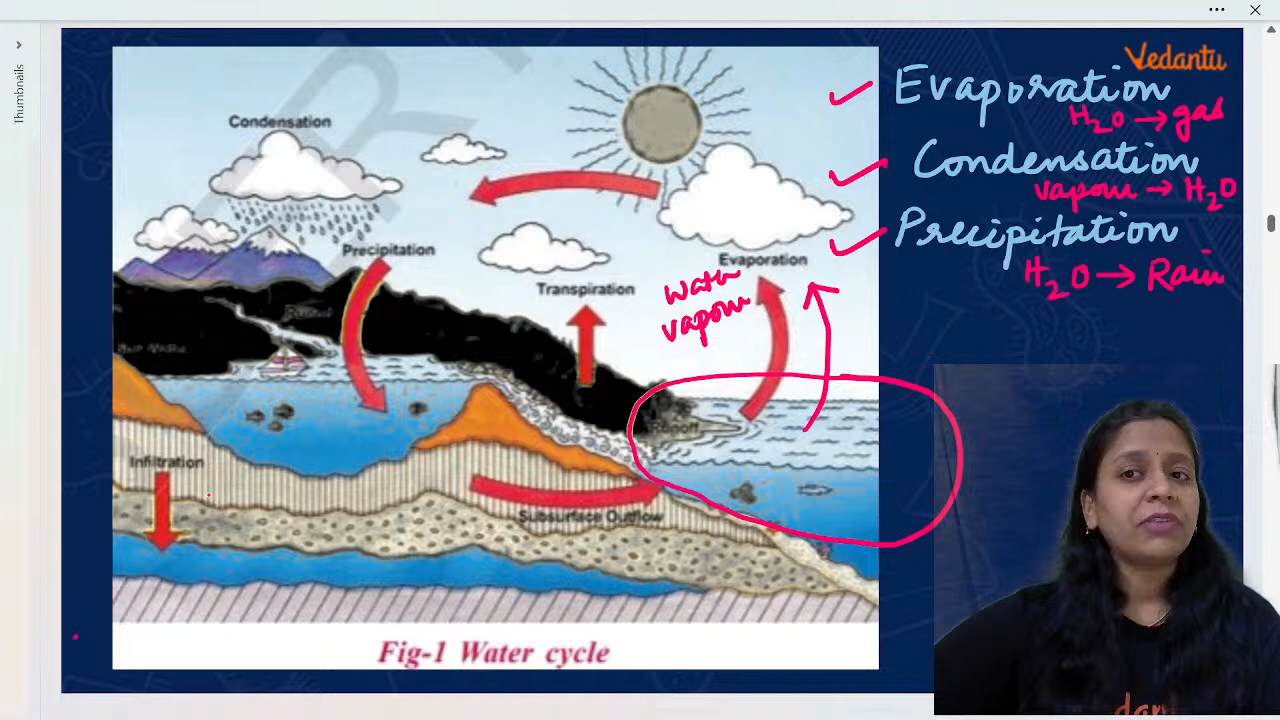 Thumbnails
Vedantu
Evaporation
H2O → gas
Condensation
vapour → H2O
Precipitation
H2O → Rain
Condensation
Precipitation
Evaporation
Transpiration
Water
vapour
Runoff
Runoff
Infiltration
Subsurface Outflow
Fig-1 Water cycle